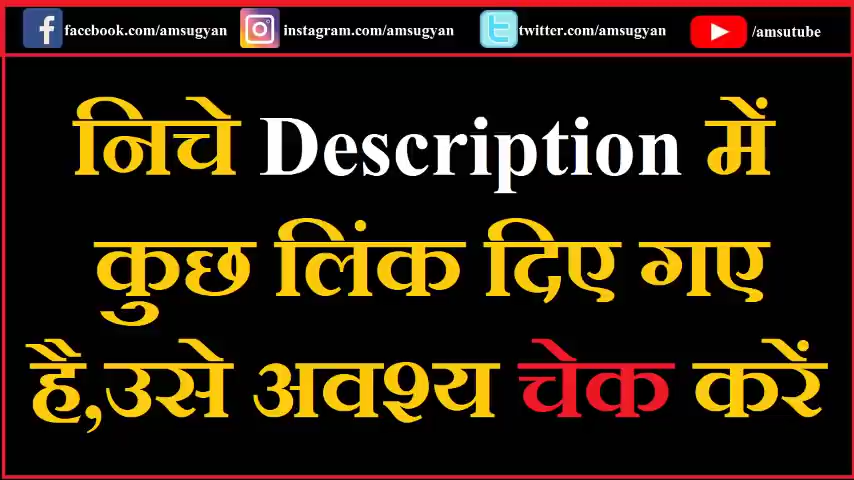 facebook.com/amsugyan instagram.com/amsugyan twitter.com/amsugyan /amsutube
निचे Description में
कुछ लिंक दिए गए
है,उसे अवश्य चेक करें